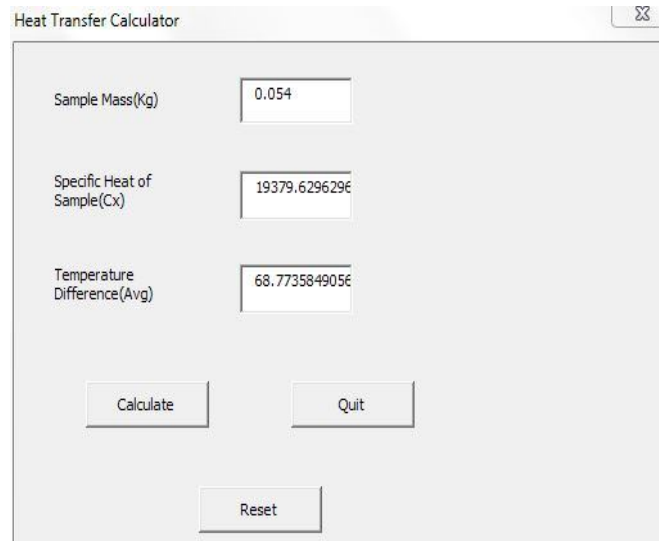 Heat Transfer Calculator
Sample Mass(Kg)
0.054
Specific Heat of
Sample(Cx)
19379.6296296
Temperature
Difference(Avg)
68.7735849056
Calculate
Quit
Reset